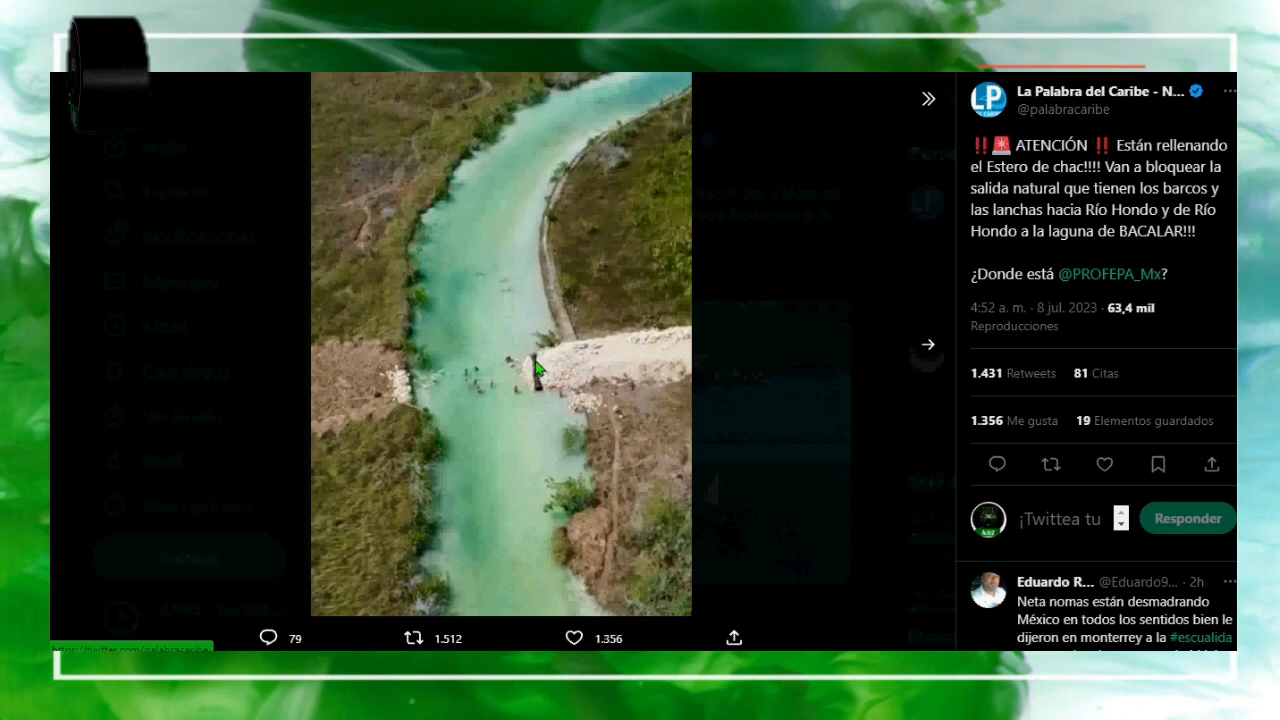 La Palabra del Caribe - N...
@palabracaribe
‼️🚨 ATENCIÓN ‼️ Están rellenando
el Estero de chac!!!! Van a bloquear la
salida natural que tienen los barcos y
las lanchas hacia Río Hondo y de Río
Hondo a la laguna de BACALAR!!!
¿Donde está @PROFEPA_Mx?
4:52 a. m. · 8 jul. 2023 · 63,4 mil
Reproducciones
1.431 Retweets 81 Citas
1.356 Me gusta 19 Elementos guardados
¡Twittea tu
Responder
Eduardo R... @Eduardo9... · 2h
Neta nomas están desmadrando
México en todos los sentidos bien le
dijeron en monterrey a la #escualida
79 1.512 1.356
https://twitter.com/palabracaribe